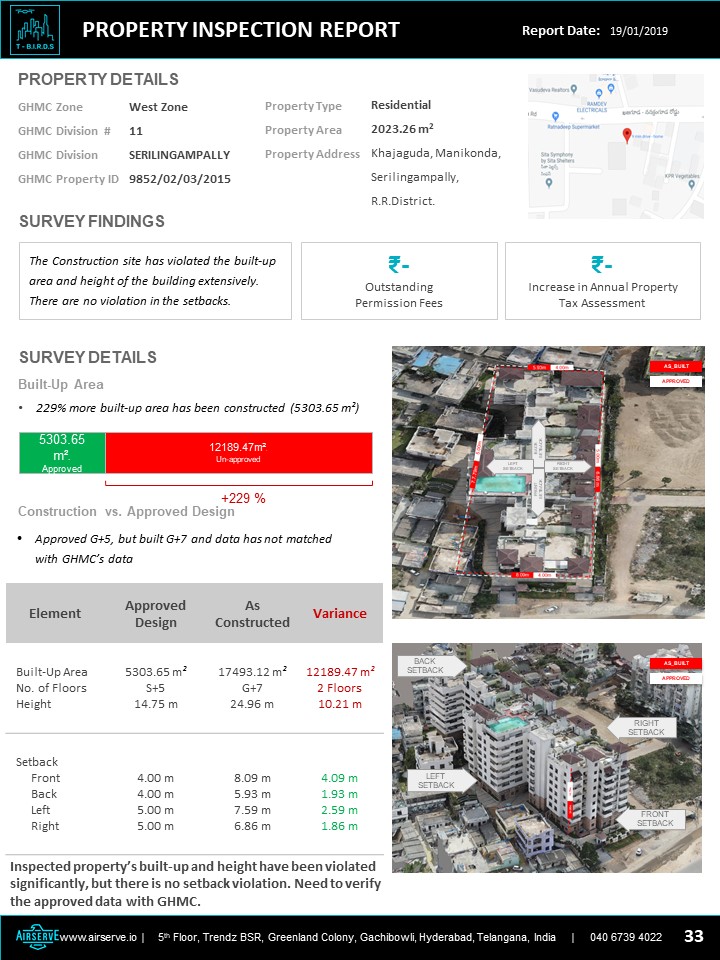 T - B.I.R.D.S
PROPERTY INSPECTION REPORT
Report Date: 19/01/2019
PROPERTY DETAILS
GHMC Zone West Zone
GHMC Division # 11
GHMC Division SERILINGAMPALLY
GHMC Property ID 9852/02/03/2015
Property Type Residential
Property Area 2023.26 m²
Property Address Khajaguda, Manikonda,
Serilingampally,
R.R.District.
Vasudeva Realtors
RAMDEV
ELECTRICALS
Rd
Ratnadeep Supermarket
Sita Symphony
by Sita Shelters
KPR Vegetables
SURVEY FINDINGS
The Construction site has violated the built-up
area and height of the building extensively.
There are no violation in the setbacks.
₹-
Outstanding
Permission Fees
₹-
Increase in Annual Property
Tax Assessment
SURVEY DETAILS
Built-Up Area
• 229% more built-up area has been constructed (5303.65 m²)
5303.65
m².
Approved
12189.47m².
Un-approved
+229 %
Construction vs. Approved Design
• Approved G+5, but built G+7 and data has not matched
with GHMC’s data
Element Approved Design As Constructed Variance
Built-Up Area 5303.65 m² 17493.12 m² 12189.47 m²
No. of Floors S+5 G+7 2 Floors
Height 14.75 m 24.96 m 10.21 m
Setback
Front 4.00 m 8.09 m 4.09 m
Back 4.00 m 5.93 m 1.93 m
Left 5.00 m 7.59 m 2.59 m
Right 5.00 m 6.86 m 1.86 m
Inspected property’s built-up and height have been violated
significantly, but there is no setback violation. Need to verify
the approved data with GHMC.
AS_BUILT
APPROVED
5.93m 4.00m
BACK
SETBACK
LEFT
SETBACK
RIGHT
SETBACK
FRONT
SETBACK
8.09m 4.00m
AS_BUILT
APPROVED
BACK
SETBACK
RIGHT
SETBACK
LEFT
SETBACK
FRONT
SETBACK
AIRSERVE www.airserve.io | 5th Floor, Trendz BSR, Greenland Colony, Gachibowli, Hyderabad, Telangana, India | 040 6739 4022 33